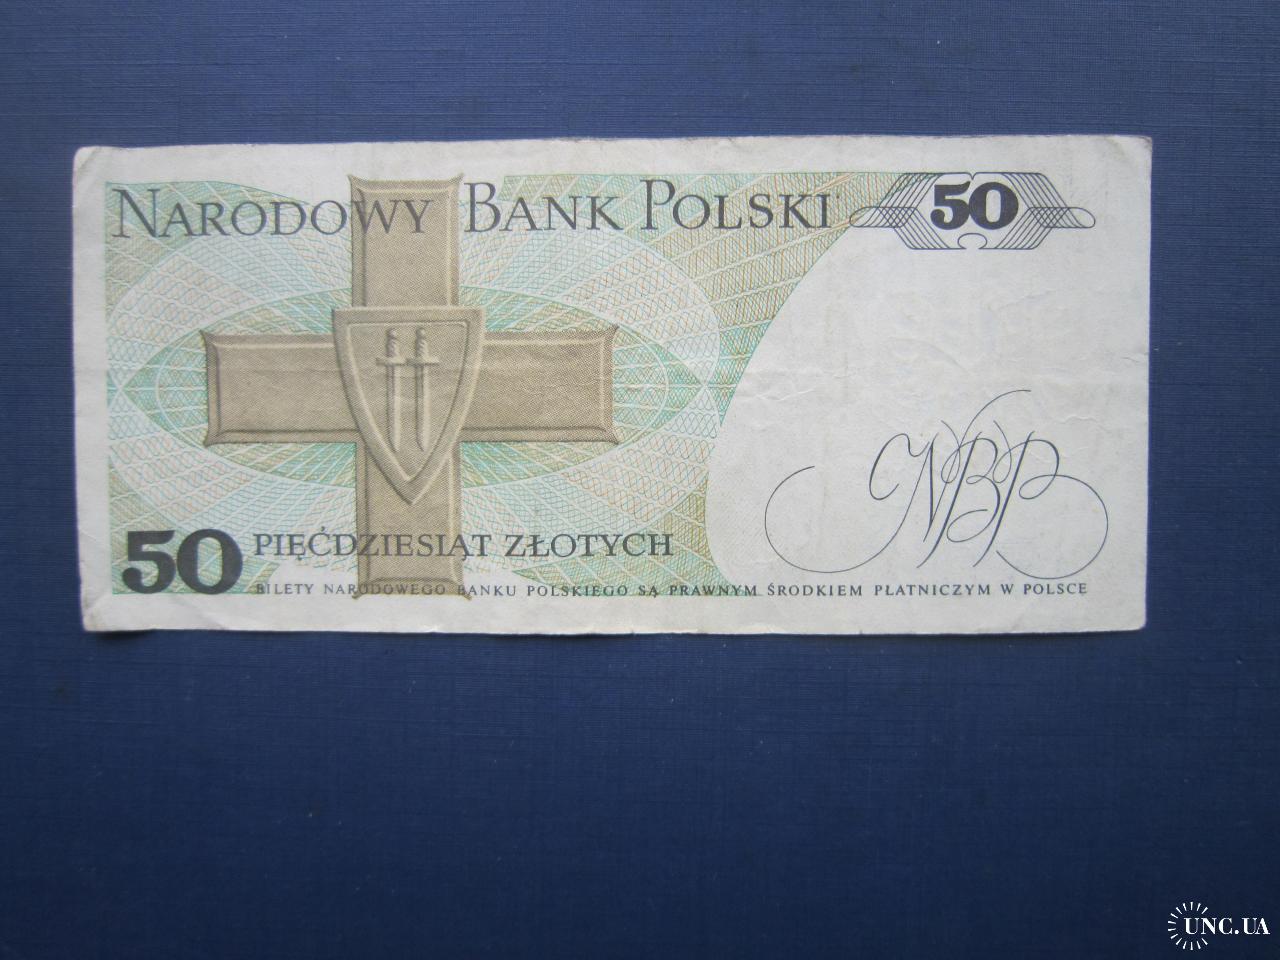 NARODOWY BANK POLSKI
50
NBP
50 PIĘĆDZIESIĄT ZŁOTYCH
BILETY NARODOWEGO BANKU POLSKIEGO SĄ PRAWNYM ŚRODKIEM PŁATNICZYM W POLSCE
UNC.UA